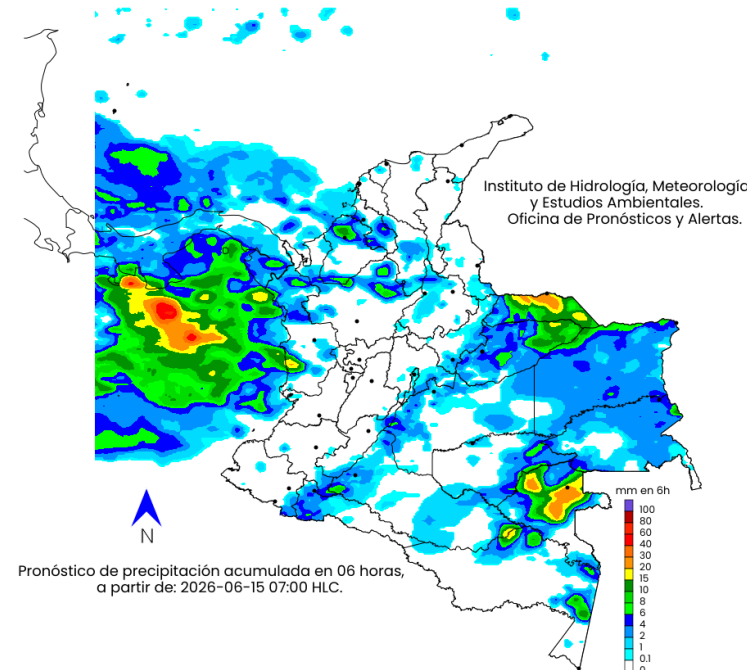 Instituto de Hidrología, Meteorología
y Estudios Ambientales.
Oficina de Pronósticos y Alertas.
mm en 6h
100
80
60
40
30
20
15
10
8
6
4
2
1
0.1
0
N
Pronóstico de precipitación acumulada en 06 horas,
a partir de: 2026-06-15 07:00 HLC.